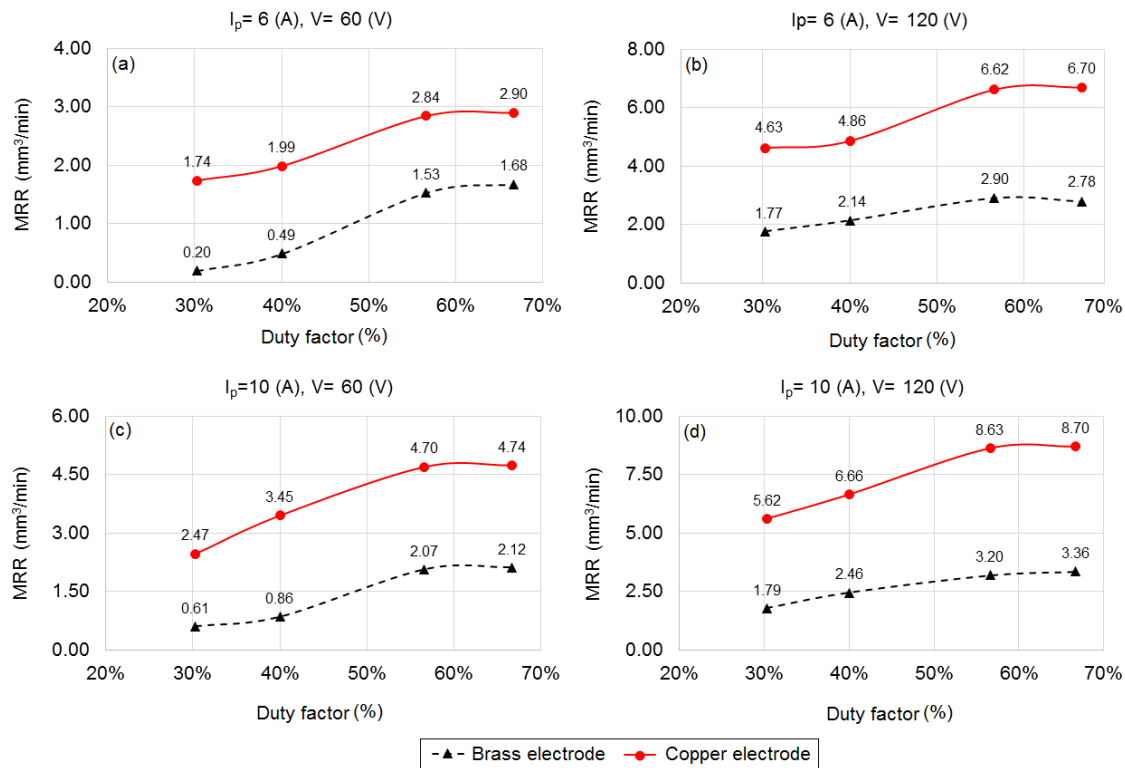 Iₚ= 6 (A), V= 60 (V)
(a)
MRR (mm³/min)
4.00
3.00
2.00
1.00
0.00
1.74
1.99
2.84
2.90
0.20
0.49
1.53
1.68
20% 30% 40% 50% 60% 70%
Duty factor (%)
Ip= 6 (A), V= 120 (V)
(b)
MRR (mm³/min)
8.00
6.00
4.00
2.00
0.00
4.63
4.86
6.62
6.70
1.77
2.14
2.90
2.78
20% 30% 40% 50% 60% 70%
Duty factor (%)
Iₚ=10 (A), V= 60 (V)
(c)
MRR (mm³/min)
6.00
4.50
3.00
1.50
0.00
2.47
3.45
4.70
4.74
0.61
0.86
2.07
2.12
20% 30% 40% 50% 60% 70%
Duty factor (%)
Iₚ= 10 (A), V= 120 (V)
(d)
MRR (mm³/min)
10.00
7.50
5.00
2.50
0.00
5.62
6.66
8.63
8.70
1.79
2.46
3.20
3.36
20% 30% 40% 50% 60% 70%
Duty factor (%)
Brass electrode Copper electrode